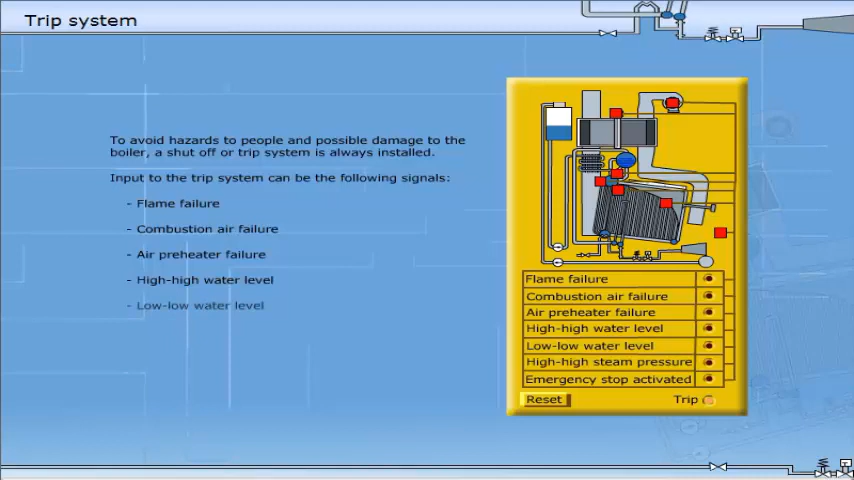 Trip system
To avoid hazards to people and possible damage to the
boiler, a shut off or trip system is always installed.
Input to the trip system can be the following signals:
- Flame failure
- Combustion air failure
- Air preheater failure
- High-high water level
- Low-low water level
Flame failure
Combustion air failure
Air preheater failure
High-high water level
Low-low water level
High-high steam pressure
Emergency stop activated
Reset
Trip